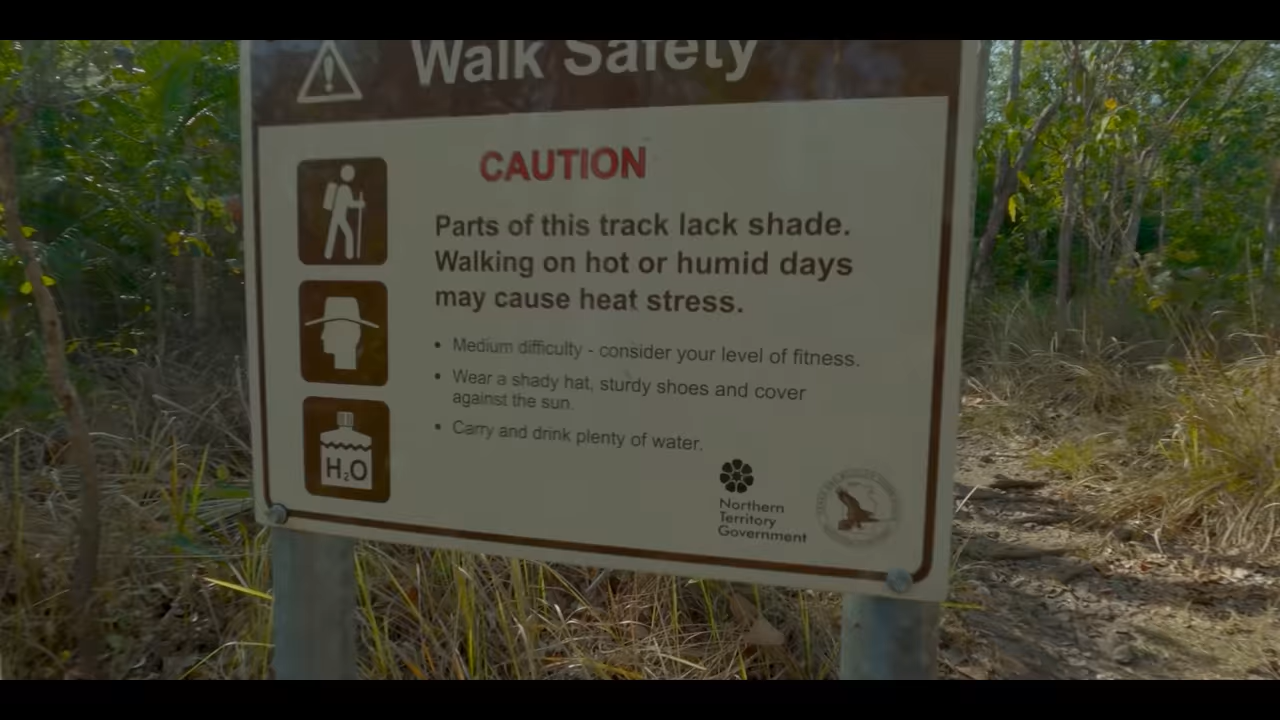 Walk Safety
CAUTION
Parts of this track lack shade.
Walking on hot or humid days
may cause heat stress.
• Medium difficulty - consider your level of fitness.
• Wear a shady hat, sturdy shoes and cover
against the sun.
• Carry and drink plenty of water.
H₂O
Northern
Territory
Government